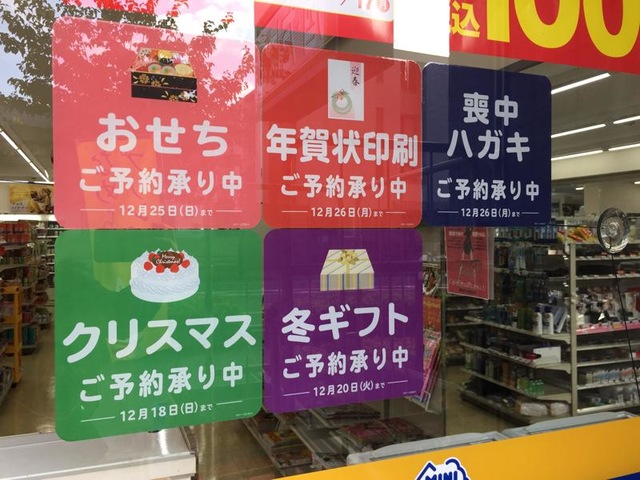 込
100
おせち
ご予約承り中
12月25日(日)まで
迎春
年賀状印刷
ご予約承り中
12月26日(月)まで
喪中
ハガキ
ご予約承り中
12月26日(月)まで
Merry
Christmas!
クリスマス
ご予約承り中
12月18日(日)まで
冬ギフト
ご予約承り中
12月20日(火)まで
MINI